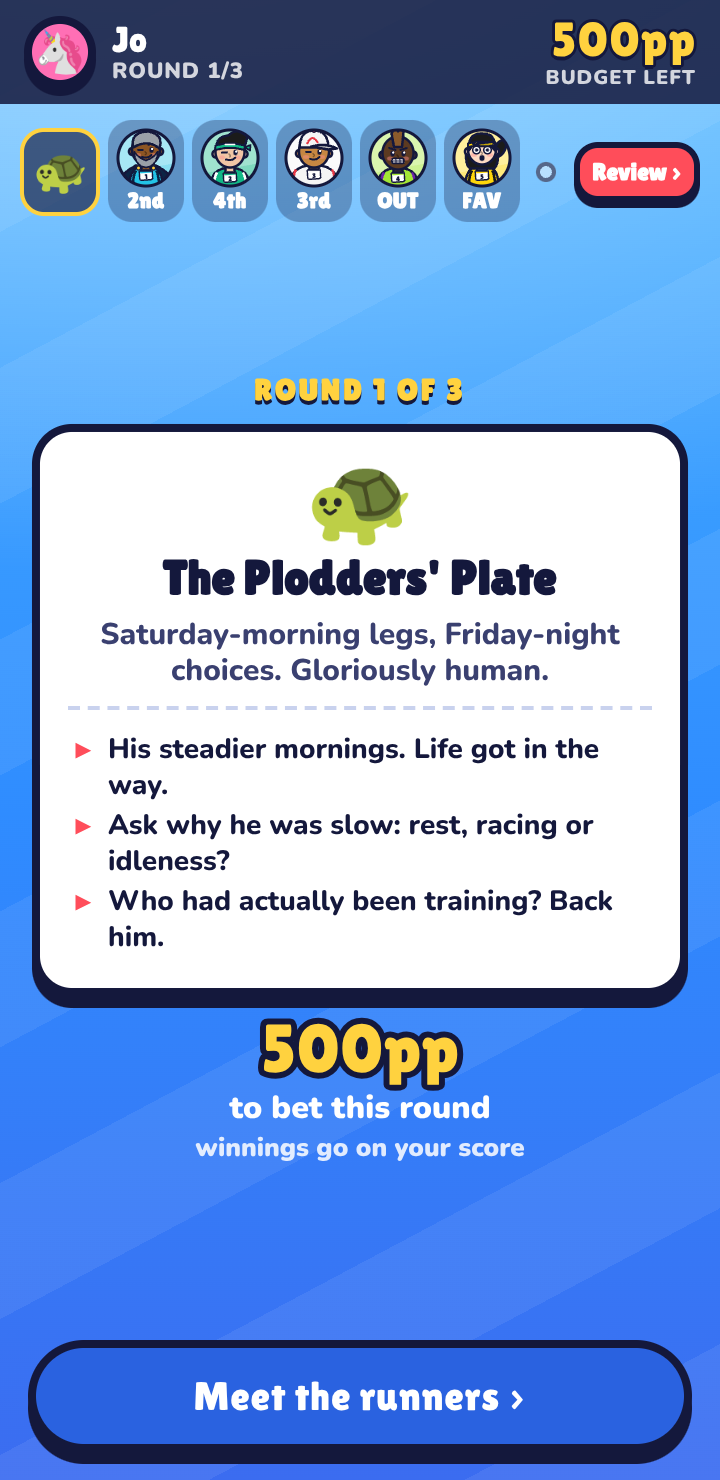 Jo
ROUND 1/3
500pp
BUDGET LEFT
2nd
4th
3rd
OUT
FAV
Review ›
ROUND 1 OF 3
The Plodders' Plate
Saturday-morning legs, Friday-night
choices. Gloriously human.
► His steadier mornings. Life got in the
way.
► Ask why he was slow: rest, racing or
idleness?
► Who had actually been training? Back
him.
500pp
to bet this round
winnings go on your score
Meet the runners ›